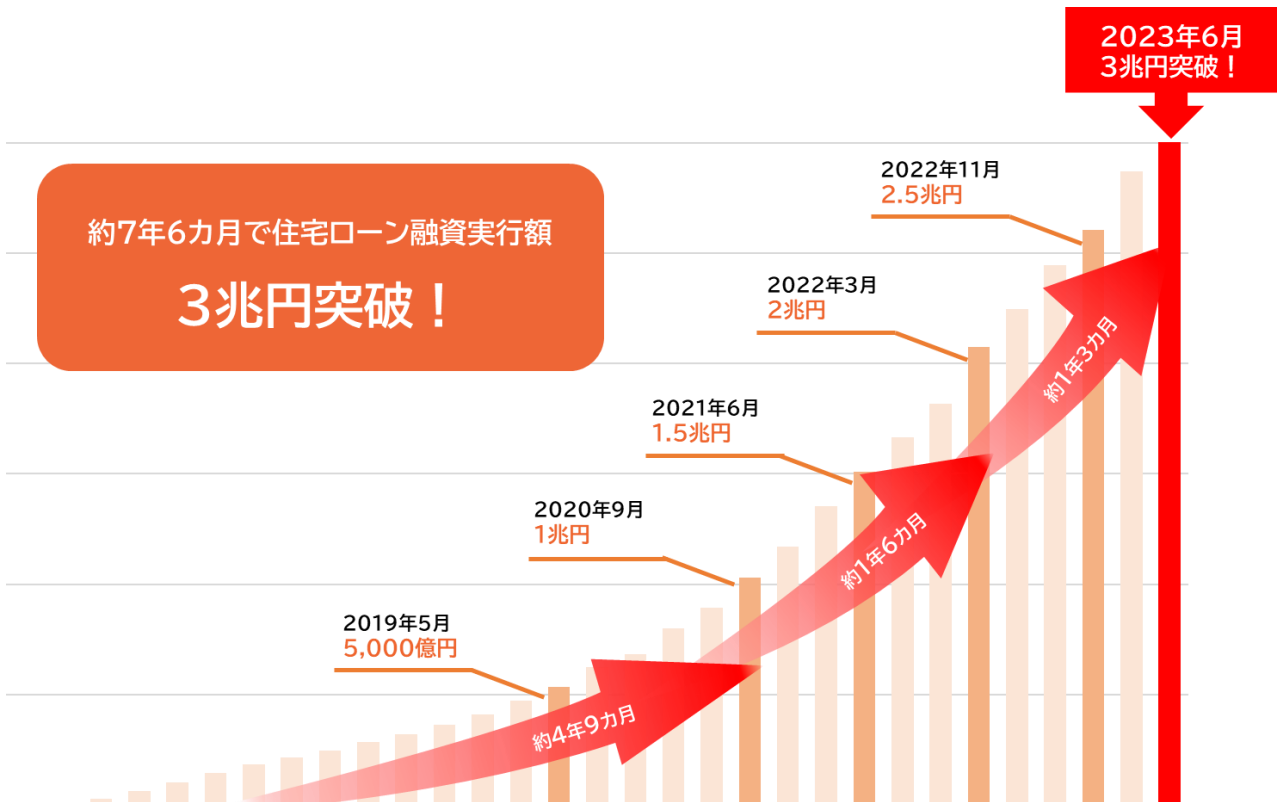 2023年6月
3兆円突破！
約7年6カ月で住宅ローン融資実行額
3兆円突破！
2022年11月
2.5兆円
2022年3月
2兆円
約1年3カ月
2021年6月
1.5兆円
2020年9月
1兆円
約1年6カ月
2019年5月
5,000億円
約4年9カ月